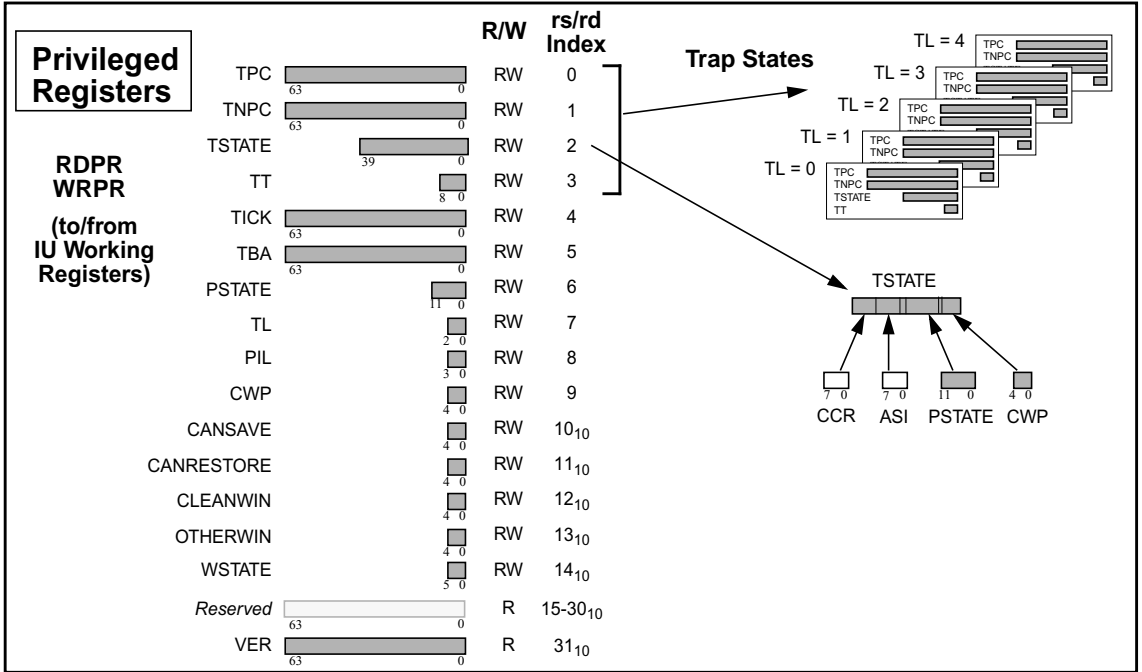 Privileged
Registers
RDPR
WRPR
(to/from
IU Working
Registers)
R/W
rs/rd
Index
TPC
63 0
RW
0
TNPC
63 0
RW
1
TSTATE
39 0
RW
2
TT
8 0
RW
3
TICK
63 0
RW
4
TBA
63 0
RW
5
PSTATE
11 0
RW
6
TL
2 0
RW
7
PIL
3 0
RW
8
CWP
4 0
RW
9
CANSAVE
4 0
RW
10₁₀
CANRESTORE
4 0
RW
11₁₀
CLEANWIN
4 0
RW
12₁₀
OTHERWIN
4 0
RW
13₁₀
WSTATE
5 0
RW
14₁₀
Reserved
63 0
R
15-30₁₀
VER
63 0
R
31₁₀
Trap States
TL = 4
TPC
TNPC
TL = 3
TPC
TNPC
TL = 2
TPC
TNPC
TL = 1
TPC
TNPC
TL = 0
TPC
TNPC
TSTATE
TT
TSTATE
7 0
CCR
7 0
ASI
11 0
PSTATE
4 0
CWP